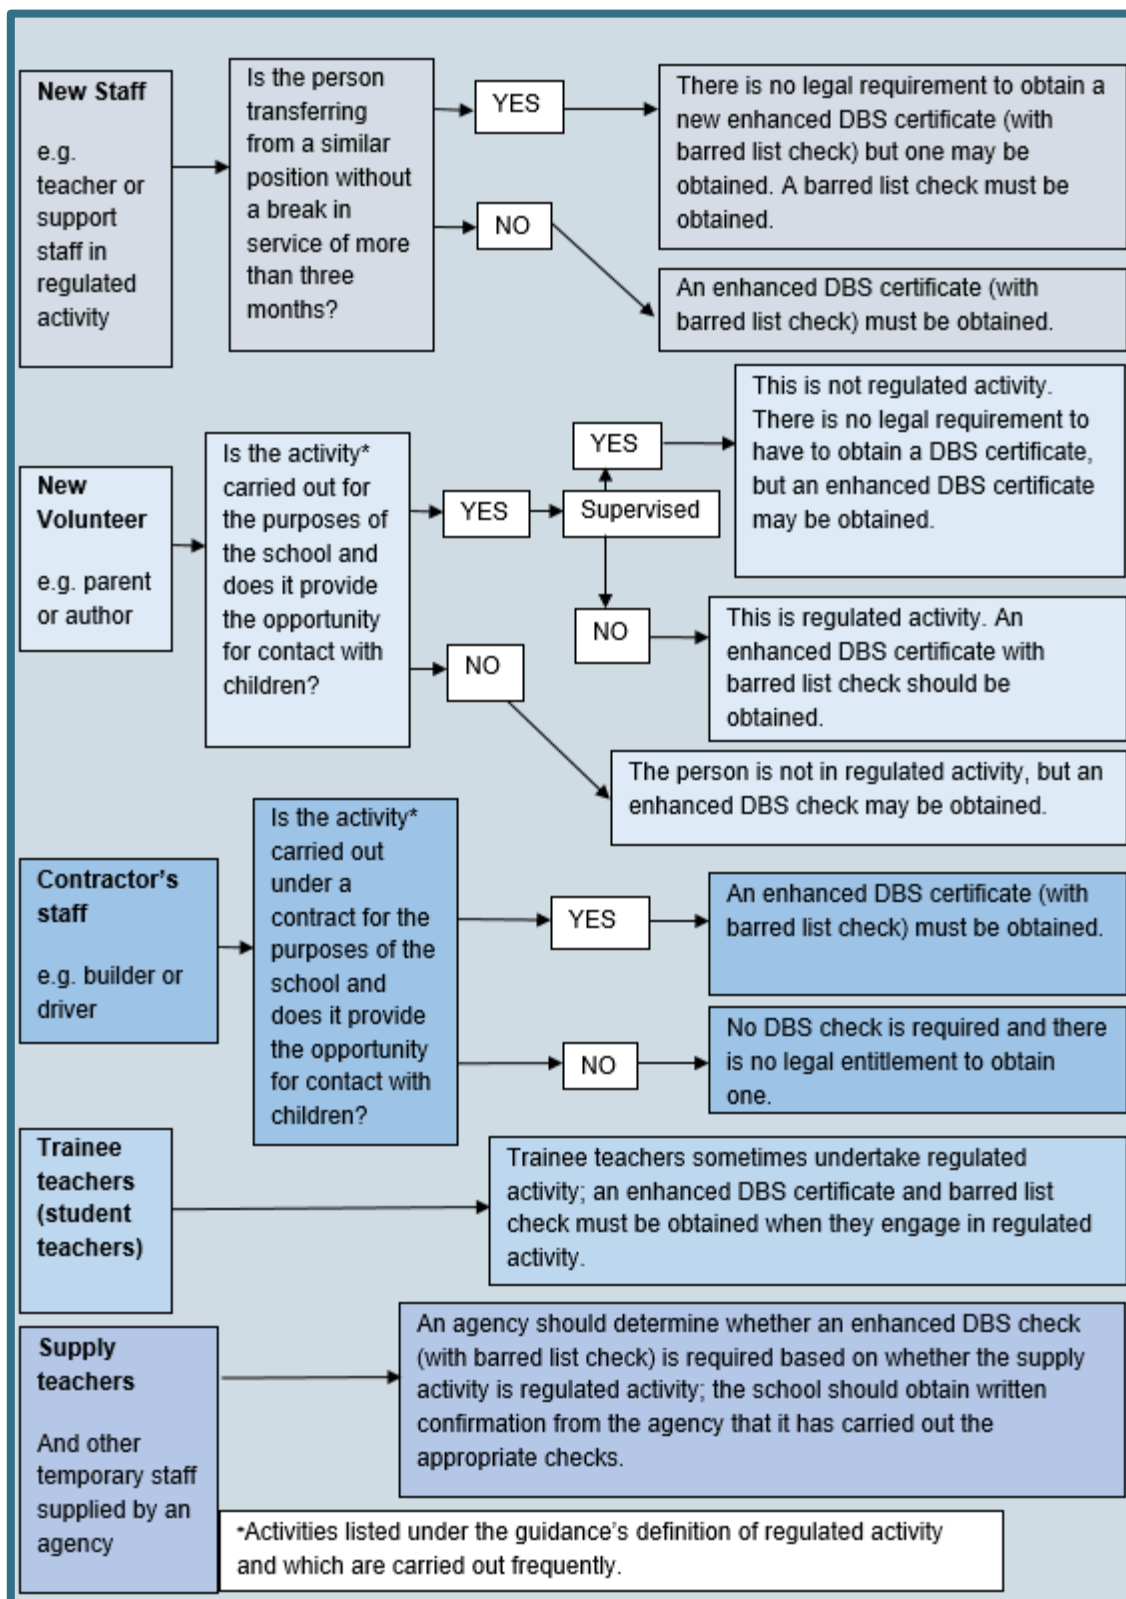 New Staff
e.g.
teacher or
support
staff in
regulated
activity
Is the person
transferring
from a similar
position without
a break in
service of more
than three
months?
YES
There is no legal requirement to obtain a
new enhanced DBS certificate (with
barred list check) but one may be
obtained. A barred list check must be
obtained.
NO
An enhanced DBS certificate (with
barred list check) must be obtained.
New
Volunteer
e.g. parent
or author
Is the activity*
carried out for
the purposes of
the school and
does it provide
the opportunity
for contact with
children?
YES
Supervised
YES
This is not regulated activity.
There is no legal requirement to
have to obtain a DBS certificate,
but an enhanced DBS certificate
may be obtained.
NO
This is regulated activity. An
enhanced DBS certificate with
barred list check should be
obtained.
NO
The person is not in regulated activity, but an
enhanced DBS check may be obtained.
Contractor's
staff
e.g. builder or
driver
Is the activity*
carried out
under a
contract for the
purposes of the
school and
does it provide
the opportunity
for contact with
children?
YES
An enhanced DBS certificate (with
barred list check) must be obtained.
NO
No DBS check is required and there
is no legal entitlement to obtain
one.
Trainee
teachers
(student
teachers)
Trainee teachers sometimes undertake regulated
activity; an enhanced DBS certificate and barred list
check must be obtained when they engage in regulated
activity.
Supply
teachers
And other
temporary staff
supplied by an
agency
An agency should determine whether an enhanced DBS check
(with barred list check) is required based on whether the supply
activity is regulated activity; the school should obtain written
confirmation from the agency that it has carried out the
appropriate checks.
*Activities listed under the guidance's definition of regulated activity
and which are carried out frequently.